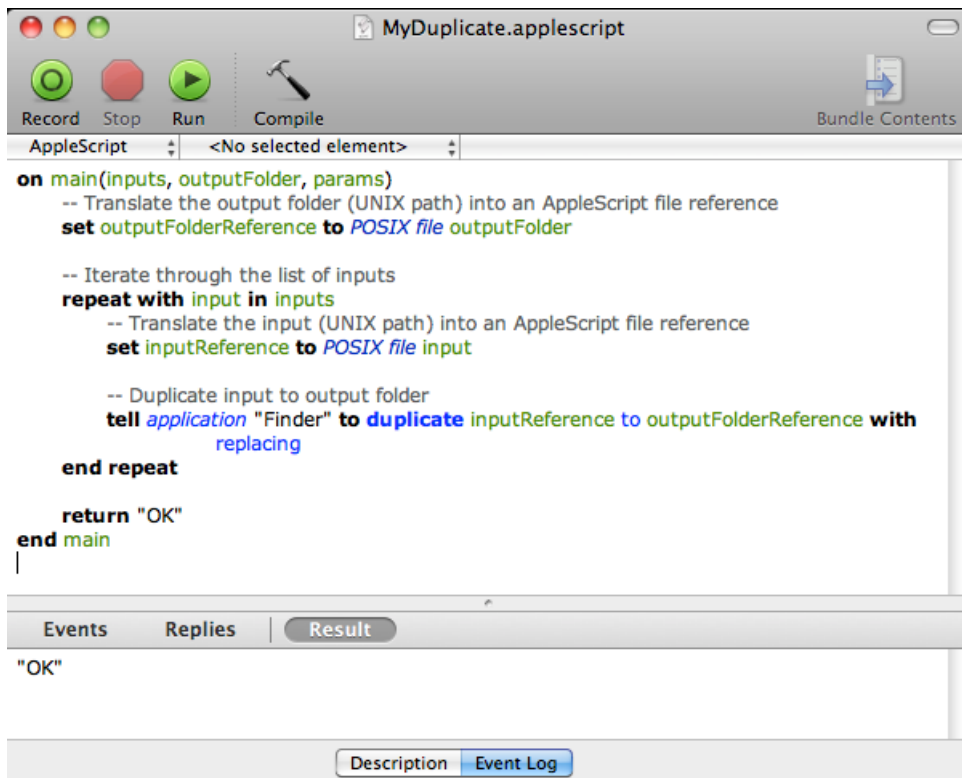 MyDuplicate.applescript
Record Stop Run Compile Bundle Contents
AppleScript <No selected element>
on main(inputs, outputFolder, params)
-- Translate the output folder (UNIX path) into an AppleScript file reference
set outputFolderReference to POSIX file outputFolder
-- Iterate through the list of inputs
repeat with input in inputs
-- Translate the input (UNIX path) into an AppleScript file reference
set inputReference to POSIX file input
-- Duplicate input to output folder
tell application "Finder" to duplicate inputReference to outputFolderReference with
replacing
end repeat
return "OK"
end main
Events Replies Result
"OK"
Description Event Log